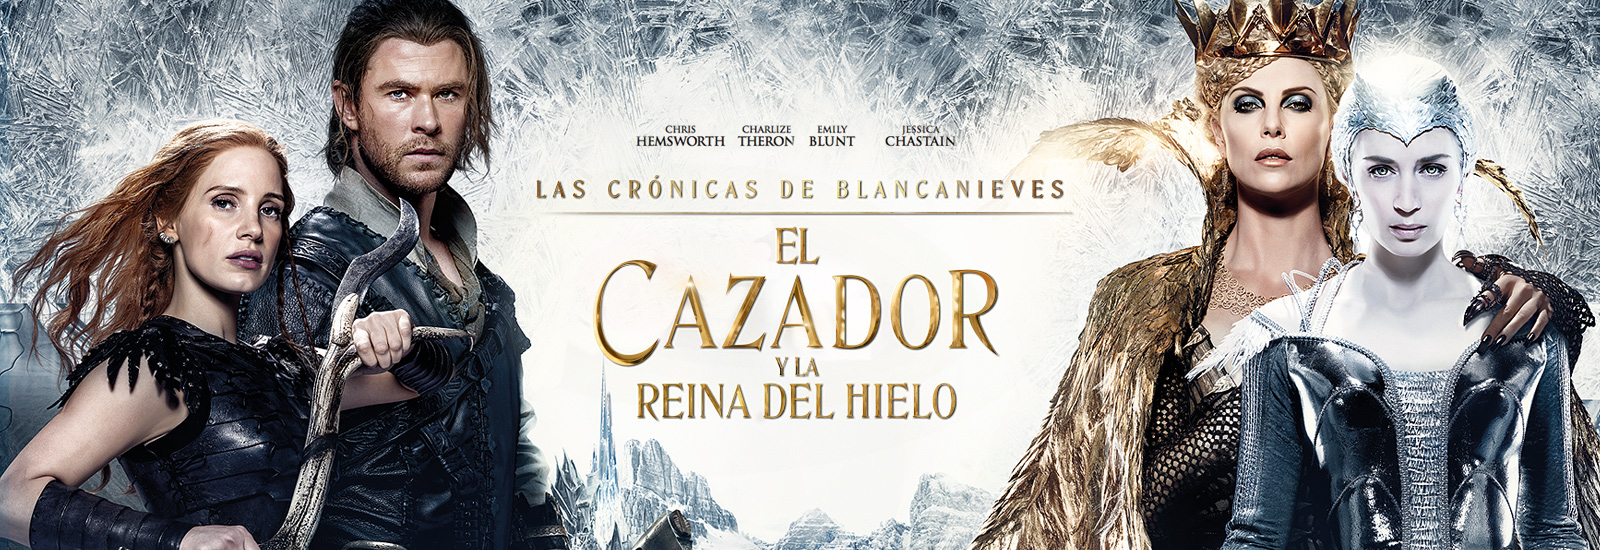 CHRIS CHARLIZE EMILY JESSICA
HEMSWORTH THERON BLUNT CHASTAIN
LAS CRÓNICAS DE BLANCANIEVES
EL
CAZADOR
Y LA
REINA DEL HIELO